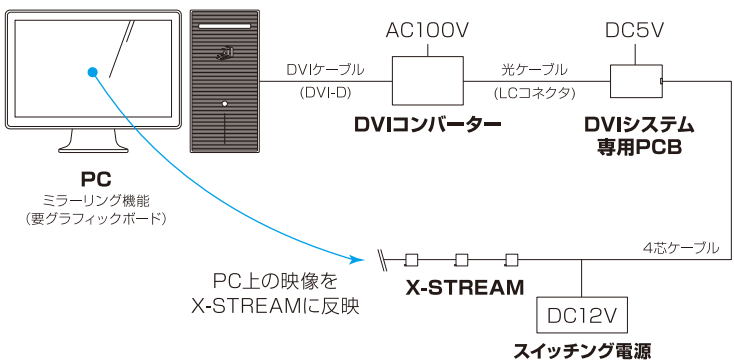 AC100V
DC5V
DVIケーブル
(DVI-D)
光ケーブル
(LCコネクタ)
DVIコンバーター
DVIシステム
専用PCB
PC
ミラーリング機能
(要グラフィックボード)
4芯ケーブル
PC上の映像を
X-STREAMに反映
X-STREAM
DC12V
スイッチング電源